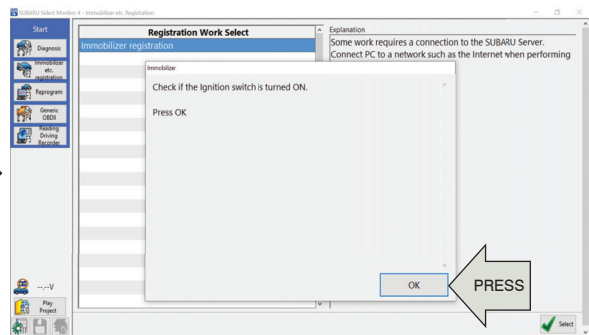 SUBARU Select Monitor 4 - Immobilizer etc. Registration
Start
Diagnosis
Immobilizer
etc.
registration
Reprogram
Generic
OBDII
Reading
Driving
Recorder
--.--V
Play
Project
Registration Work Select
Immobilizer registration
Explanation
Some work requires a connection to the SUBARU Server.
Connect PC to a network such as the Internet when performing
Immobilizer
Check if the Ignition switch is turned ON.
Press OK
OK
PRESS
Select